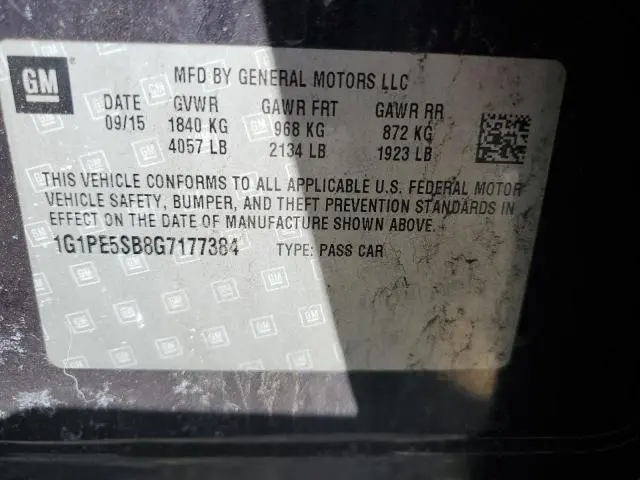 GM
MFD BY GENERAL MOTORS LLC
DATE GVWR GAWR FRT GAWR RR
09/15 1840 KG 968 KG 872 KG
4057 LB 2134 LB 1923 LB
THIS VEHICLE CONFORMS TO ALL APPLICABLE U.S. FEDERAL MOTOR
VEHICLE SAFETY, BUMPER, AND THEFT PREVENTION STANDARDS IN
EFFECT ON THE DATE OF MANUFACTURE SHOWN ABOVE.
1G1PE5SB8G7177384 TYPE: PASS CAR